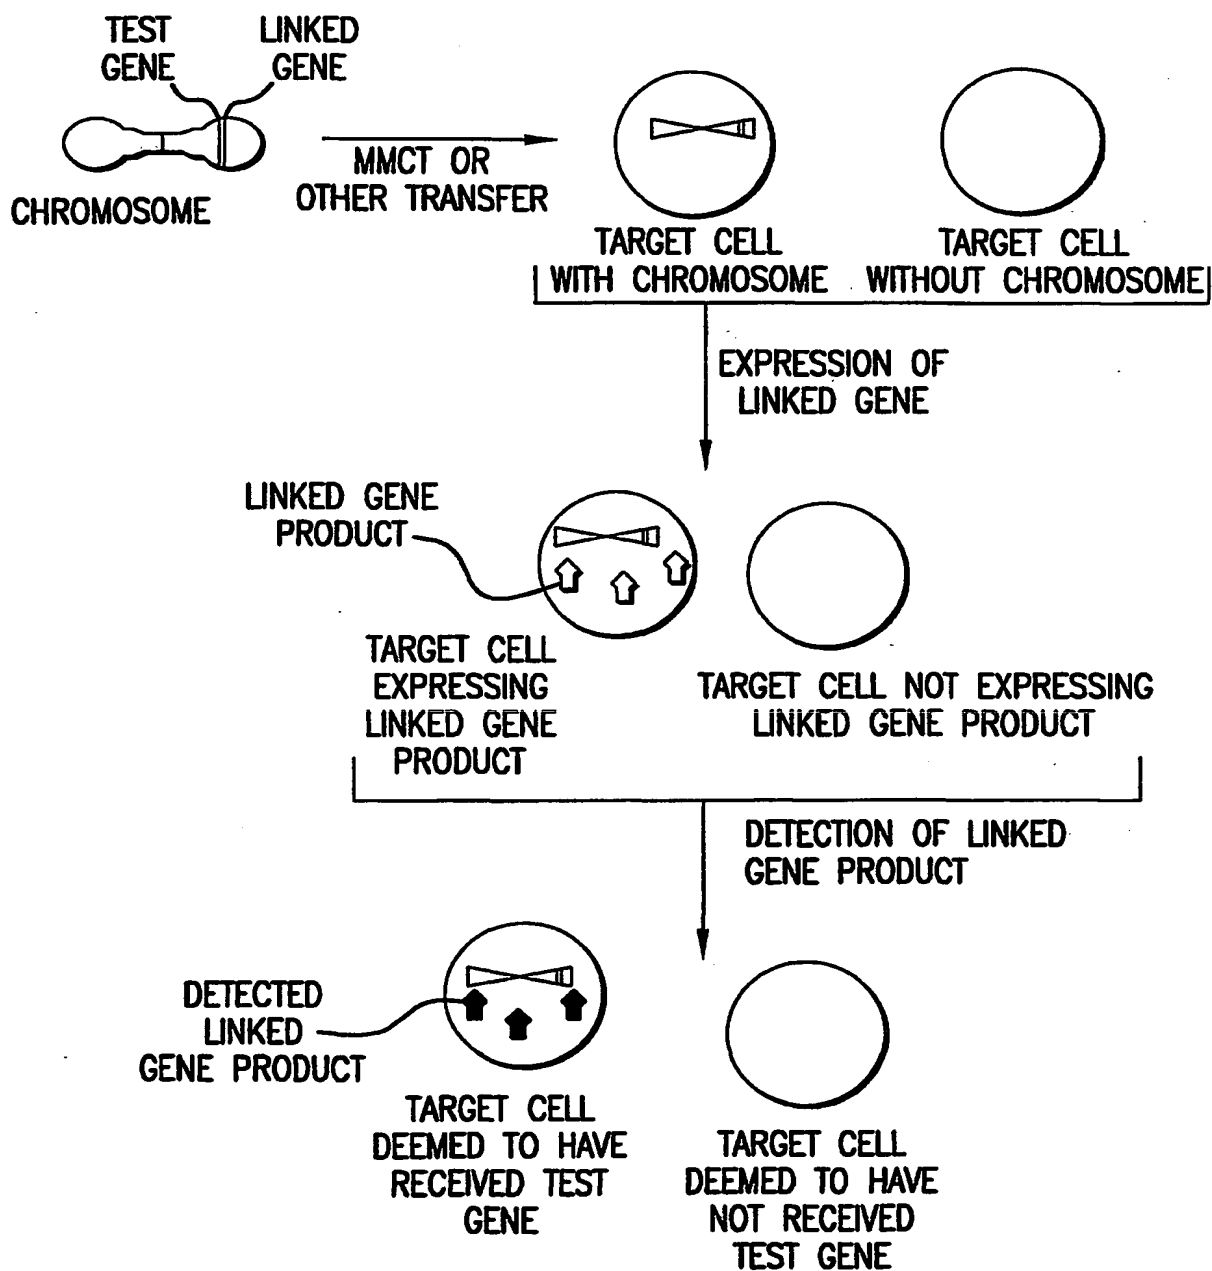 TEST
GENE
LINKED
GENE
CHROMOSOME
MMCT OR
OTHER TRANSFER
TARGET CELL
WITH CHROMOSOME
TARGET CELL
WITHOUT CHROMOSOME
EXPRESSION OF
LINKED GENE
LINKED GENE
PRODUCT
TARGET CELL
EXPRESSING
LINKED GENE
PRODUCT
TARGET CELL NOT EXPRESSING
LINKED GENE PRODUCT
DETECTION OF LINKED
GENE PRODUCT
DETECTED
LINKED
GENE PRODUCT
TARGET CELL
DEEMED TO HAVE
RECEIVED TEST
GENE
TARGET CELL
DEEMED TO HAVE
NOT RECEIVED
TEST GENE